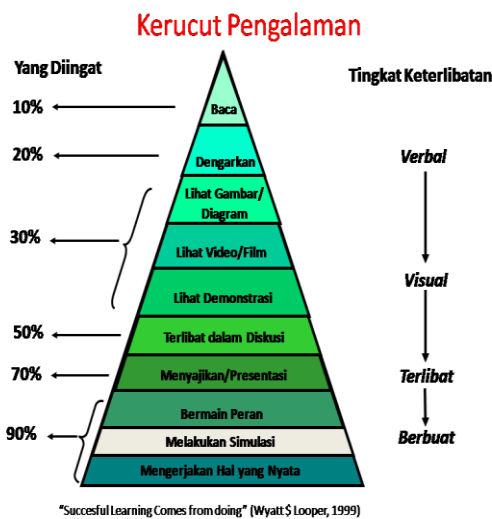 Kerucut Pengalaman
Yang Diingat
Tingkat Keterlibatan
10%
Baca
20%
Dengarkan
Verbal
Lihat Gambar/
Diagram
30%
Lihat Video/Film
Visual
Lihat Demonstrasi
50%
Terlibat dalam Diskusi
70%
Menyajikan/Presentasi
Terlibat
Bermain Peran
90%
Melakukan Simulasi
Berbuat
Mengerjakan Hal yang Nyata
“Succesful Learning Comes from doing” (Wyatt $ Looper, 1999)